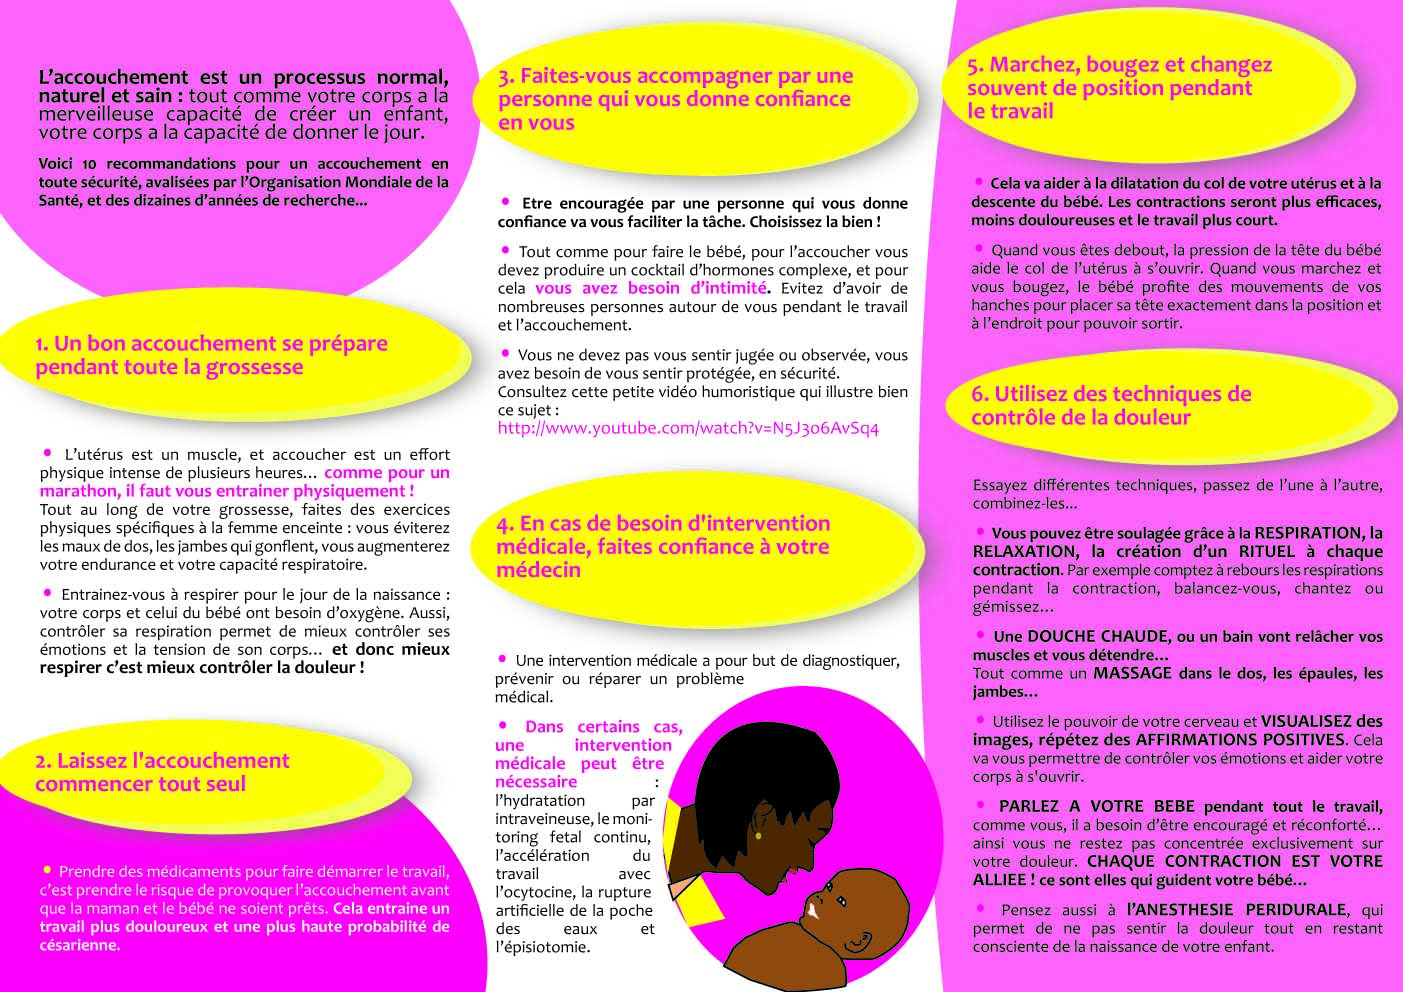 L’accouchement est un processus normal,
naturel et sain : tout comme votre corps a la
merveilleuse capacité de créer un enfant,
votre corps a la capacité de donner le jour.
Voici 10 recommandations pour un accouchement en
toute sécurité, avalisées par l’Organisation Mondiale de la
Santé, et des dizaines d’années de recherche...
1. Un bon accouchement se prépare
pendant toute la grossesse
• L’utérus est un muscle, et accoucher est un effort
physique intense de plusieurs heures… comme pour un
marathon, il faut vous entrainer physiquement !
Tout au long de votre grossesse, faites des exercices
physiques spécifiques à la femme enceinte : vous éviterez
les maux de dos, les jambes qui gonflent, vous augmenterez
votre endurance et votre capacité respiratoire.
• Entrainez-vous à respirer pour le jour de la naissance :
votre corps et celui du bébé ont besoin d’oxygène. Aussi,
contrôler sa respiration permet de mieux contrôler ses
émotions et la tension de son corps… et donc mieux
respirer c’est mieux contrôler la douleur !
2. Laissez l'accouchement
commencer tout seul
• Prendre des médicaments pour faire démarrer le travail,
c’est prendre le risque de provoquer l’accouchement avant
que la maman et le bébé ne soient prêts. Cela entraine un
travail plus douloureux et une plus haute probabilité de
césarienne.
3. Faites-vous accompagner par une
personne qui vous donne confiance
en vous
• Etre encouragée par une personne qui vous donne
confiance va vous faciliter la tâche. Choisissez la bien !
• Tout comme pour faire le bébé, pour l’accoucher vous
devez produire un cocktail d’hormones complexe, et pour
cela vous avez besoin d’intimité. Evitez d’avoir de
nombreuses personnes autour de vous pendant le travail
et l’accouchement.
• Vous ne devez pas vous sentir jugée ou observée, vous
avez besoin de vous sentir protégée, en sécurité.
Consultez cette petite vidéo humoristique qui illustre bien
ce sujet :
http://www.youtube.com/watch?v=N5J3o6AvSq4
4. En cas de besoin d'intervention
médicale, faites confiance à votre
médecin
• Une intervention médicale a pour but de diagnostiquer,
prévenir ou réparer un problème
médical.
• Dans certains cas,
une intervention
médicale peut être
nécessaire :
l’hydratation par
intraveineuse, le moni-
toring fetal continu,
l’accélération du
travail avec
l’ocytocine, la rupture
artificielle de la poche
des eaux et
l’épisiotomie.
5. Marchez, bougez et changez
souvent de position pendant
le travail
• Cela va aider à la dilatation du col de votre utérus et à la
descente du bébé. Les contractions seront plus efficaces,
moins douloureuses et le travail plus court.
• Quand vous êtes debout, la pression de la tête du bébé
aide le col de l’utérus à s’ouvrir. Quand vous marchez et
vous bougez, le bébé profite des mouvements de vos
hanches pour placer sa tête exactement dans la position et
à l’endroit pour pouvoir sortir.
6. Utilisez des techniques de
contrôle de la douleur
Essayez différentes techniques, passez de l’une à l’autre,
combinez-les...
• Vous pouvez être soulagée grâce à la RESPIRATION, la
RELAXATION, la création d’un RITUEL à chaque
contraction. Par exemple comptez à rebours les respirations
pendant la contraction, balancez-vous, chantez ou
gémissez…
• Une DOUCHE CHAUDE, ou un bain vont relâcher vos
muscles et vous détendre…
Tout comme un MASSAGE dans le dos, les épaules, les
jambes…
• Utilisez le pouvoir de votre cerveau et VISUALISEZ des
images, répétez des AFFIRMATIONS POSITIVES. Cela
va vous permettre de contrôler vos émotions et aider votre
corps à s'ouvrir.
• PARLEZ A VOTRE BEBE pendant tout le travail,
comme vous, il a besoin d’être encouragé et réconforté…
ainsi vous ne restez pas concentrée exclusivement sur
votre douleur. CHAQUE CONTRACTION EST VOTRE
ALLIEE ! ce sont elles qui guident votre bébé…
• Pensez aussi à l’ANESTHESIE PERIDURALE, qui
permet de ne pas sentir la douleur tout en restant
consciente de la naissance de votre enfant.